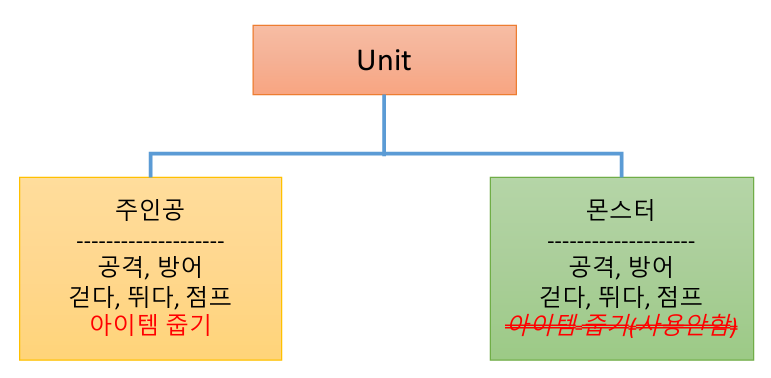 Unit
주인공
--------------------
공격, 방어
걷다, 뛰다, 점프
아이템 줍기
몬스터
--------------------
공격, 방어
걷다, 뛰다, 점프
아이템 줍기(사용안함)